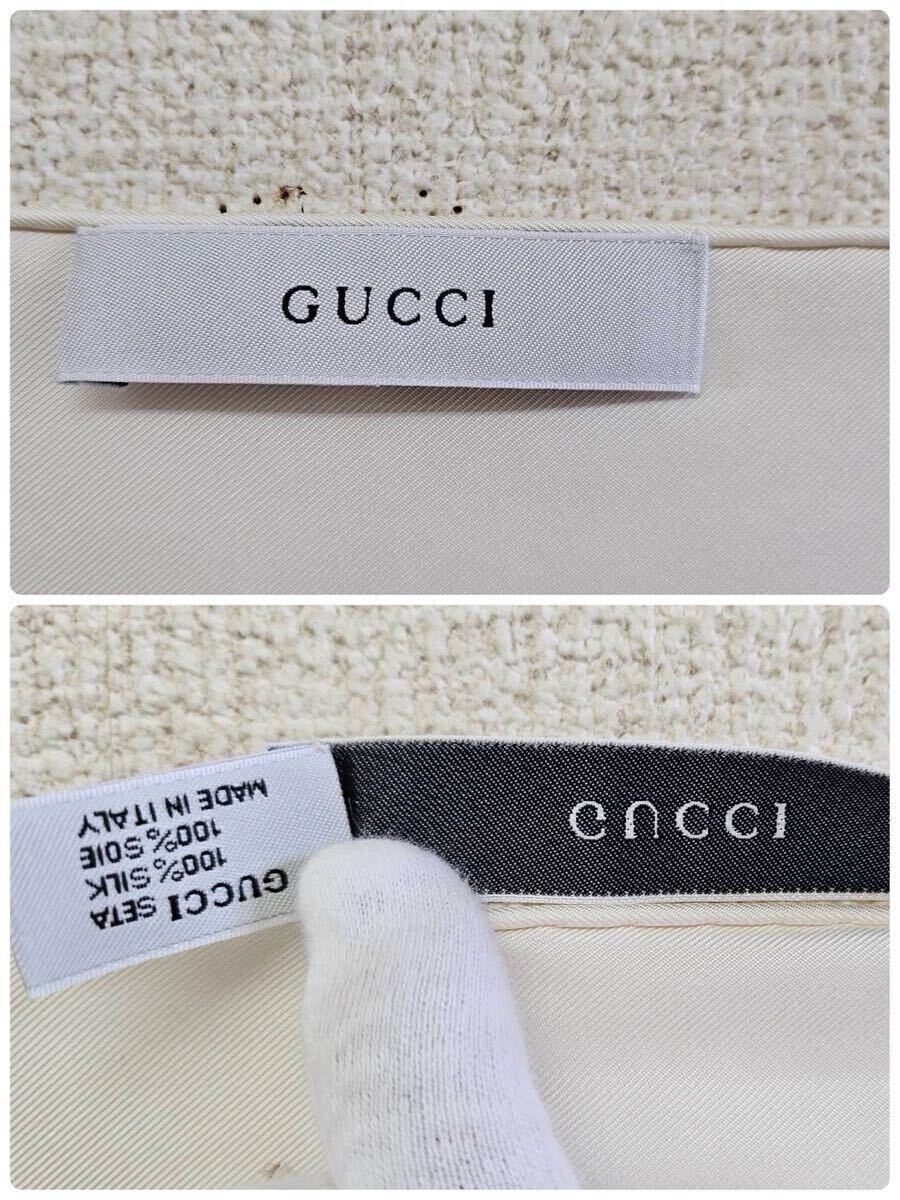 GUCCI
GUCCI
GUCCI SETA
100% SILK
100% SOIE
MADE IN ITALY